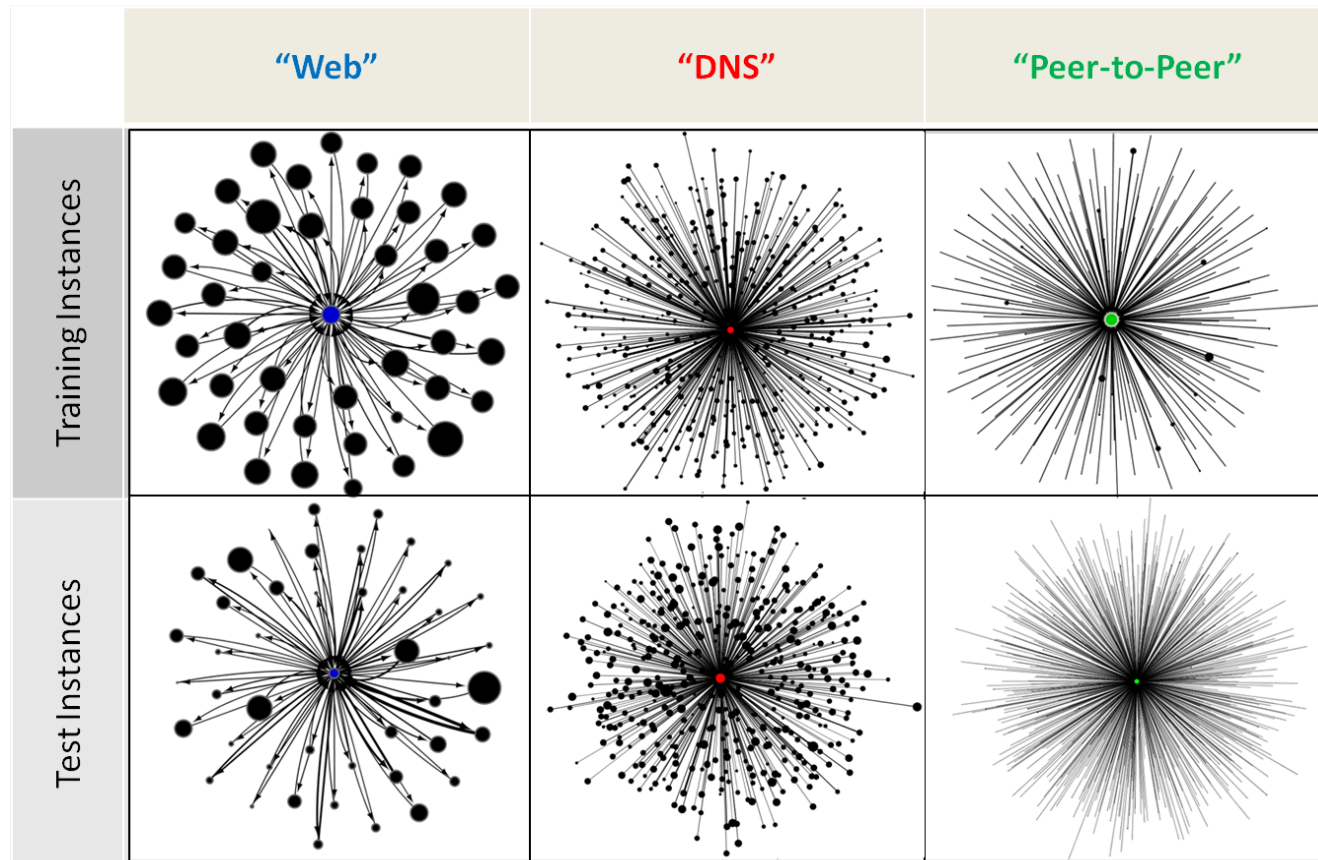 “Web”
“DNS”
“Peer-to-Peer”
Training Instances
Test Instances